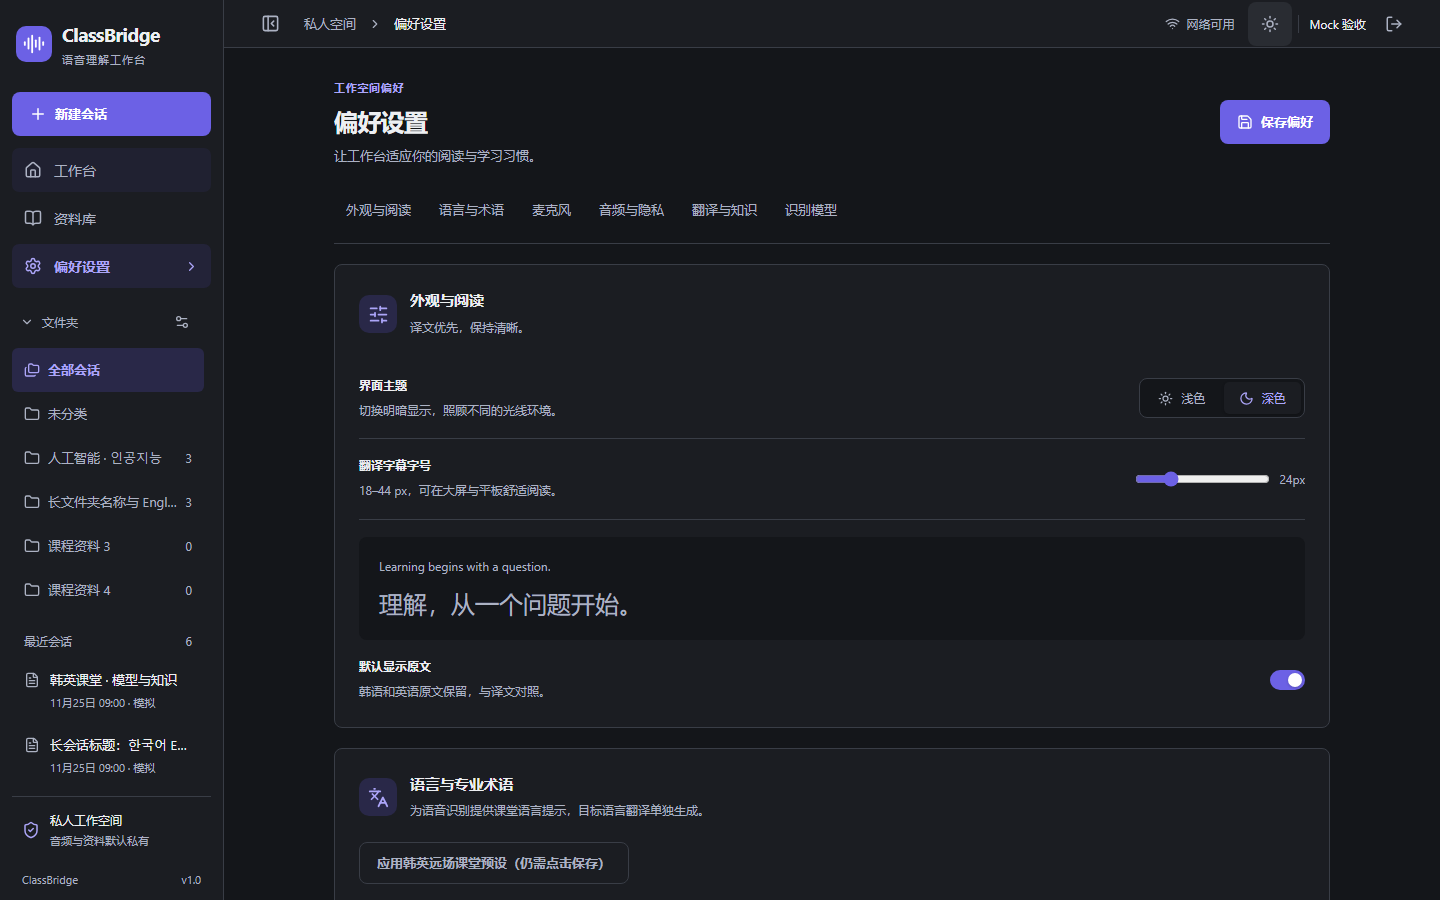 ClassBridge
语音理解工作台
新建会话
工作台
资料库
偏好设置
文件夹
全部会话
未分类
人工智能 · 인공지능 3
长文件夹名称与 Engl... 3
课程资料 3 0
课程资料 4 0
最近会话 6
韩英课堂 · 模型与知识
11月25日 09:00 · 模拟
长会话标题：한국어 E...
11月25日 09:00 · 模拟
私人工作空间
音频与资料默认私有
ClassBridge v1.0
私人空间 偏好设置
网络可用 Mock 验收
工作空间偏好
偏好设置
让工作台适应你的阅读与学习习惯。
保存偏好
外观与阅读 语言与术语 麦克风 音频与隐私 翻译与知识 识别模型
外观与阅读
译文优先，保持清晰。
界面主题
切换明暗显示，照顾不同的光线环境。
浅色 深色
翻译字幕字号
18–44 px，可在大屏与平板舒适阅读。
24px
Learning begins with a question.
理解，从一个问题开始。
默认显示原文
韩语和英语原文保留，与译文对照。
语言与专业术语
为语音识别提供课堂语言提示，目标语言翻译单独生成。
应用韩英远场课堂预设（仍需点击保存）